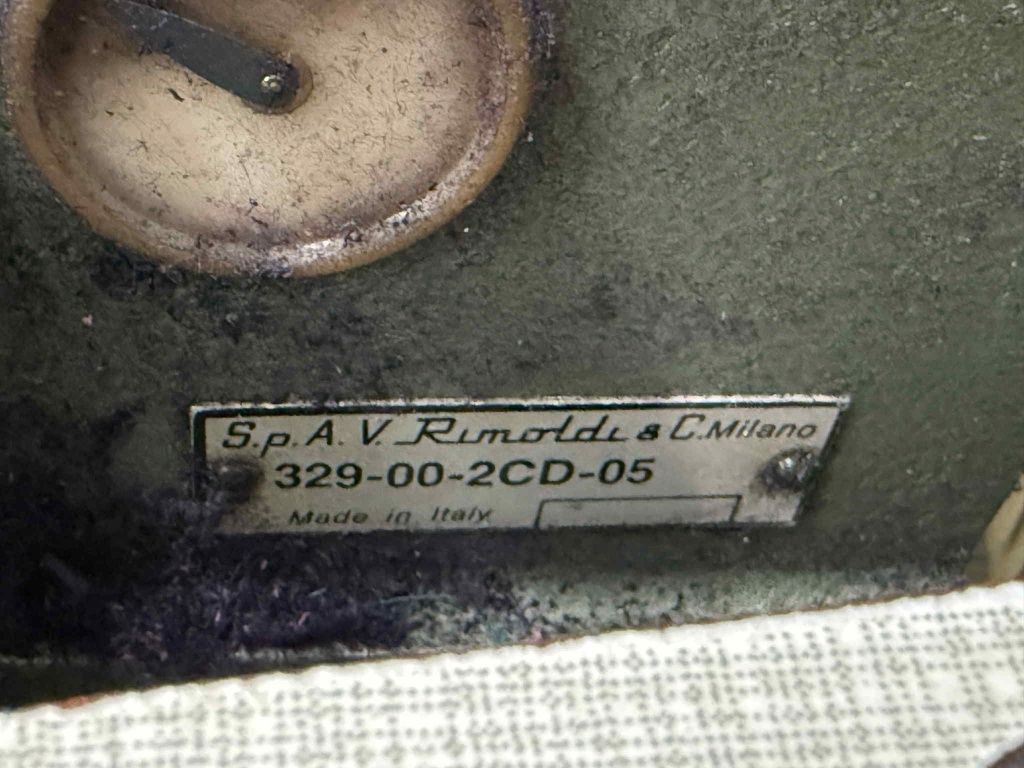 S.p.A. V. Rimoldi & C. Milano
329-00-2CD-05
Made in Italy